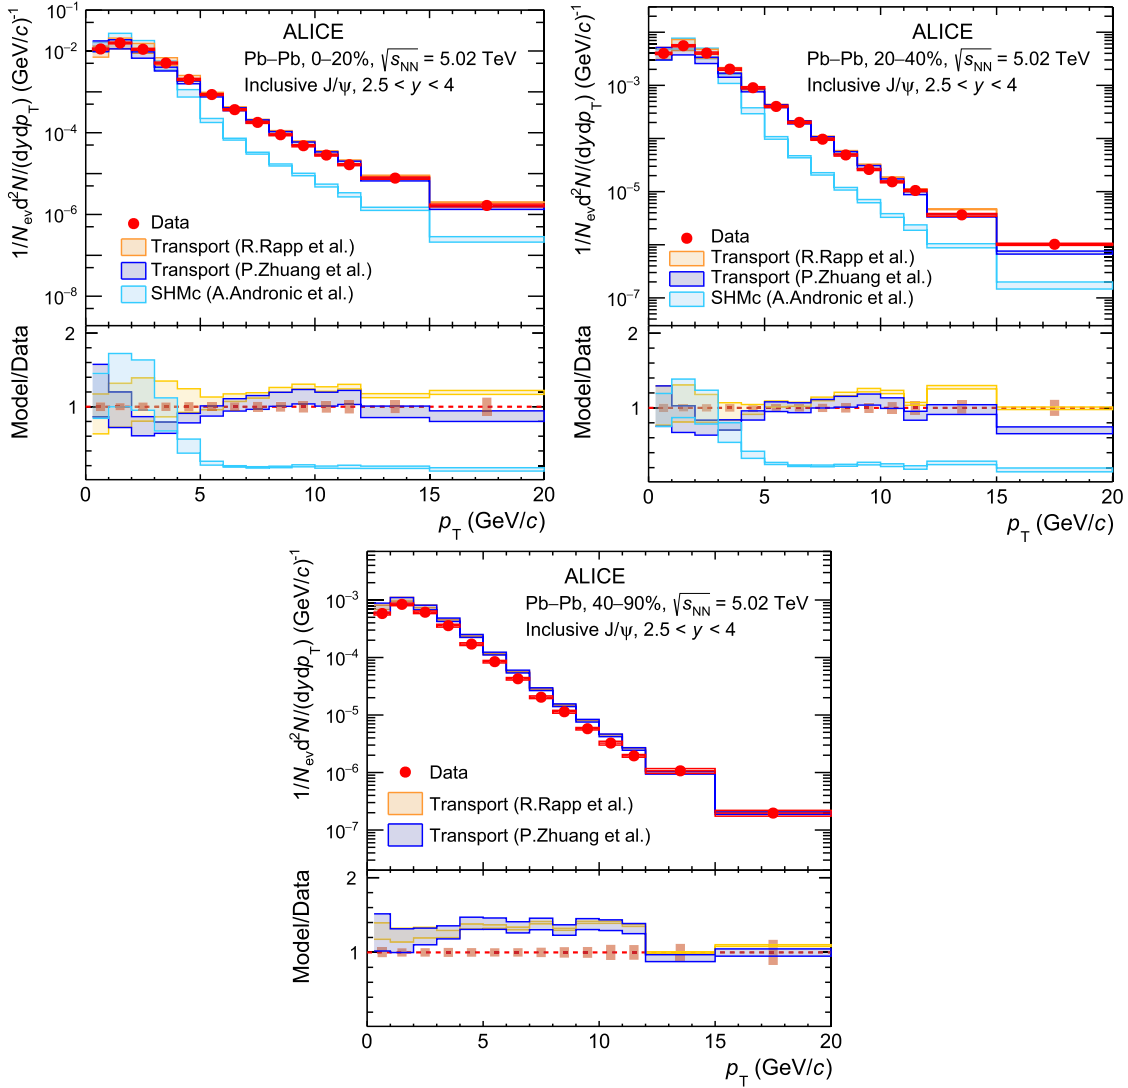 ALICE
Pb–Pb, 0–20%, √sNN = 5.02 TeV
Inclusive J/ψ, 2.5 < y < 4
1/Nev d²N/(dydpT) (GeV/c)⁻¹
10⁻¹
10⁻²
10⁻⁴
10⁻⁶
10⁻⁸
Data
Transport (R.Rapp et al.)
Transport (P.Zhuang et al.)
SHMc (A.Andronic et al.)
Model/Data
2
1
0 5 10 15 20
pT (GeV/c)
ALICE
Pb–Pb, 20–40%, √sNN = 5.02 TeV
Inclusive J/ψ, 2.5 < y < 4
1/Nev d²N/(dydpT) (GeV/c)⁻¹
10⁻³
10⁻⁵
10⁻⁷
Data
Transport (R.Rapp et al.)
Transport (P.Zhuang et al.)
SHMc (A.Andronic et al.)
Model/Data
2
1
0 5 10 15 20
pT (GeV/c)
ALICE
Pb–Pb, 40–90%, √sNN = 5.02 TeV
Inclusive J/ψ, 2.5 < y < 4
1/Nev d²N/(dydpT) (GeV/c)⁻¹
10⁻³
10⁻⁴
10⁻⁵
10⁻⁶
10⁻⁷
Data
Transport (R.Rapp et al.)
Transport (P.Zhuang et al.)
Model/Data
2
1
0 5 10 15 20
pT (GeV/c)